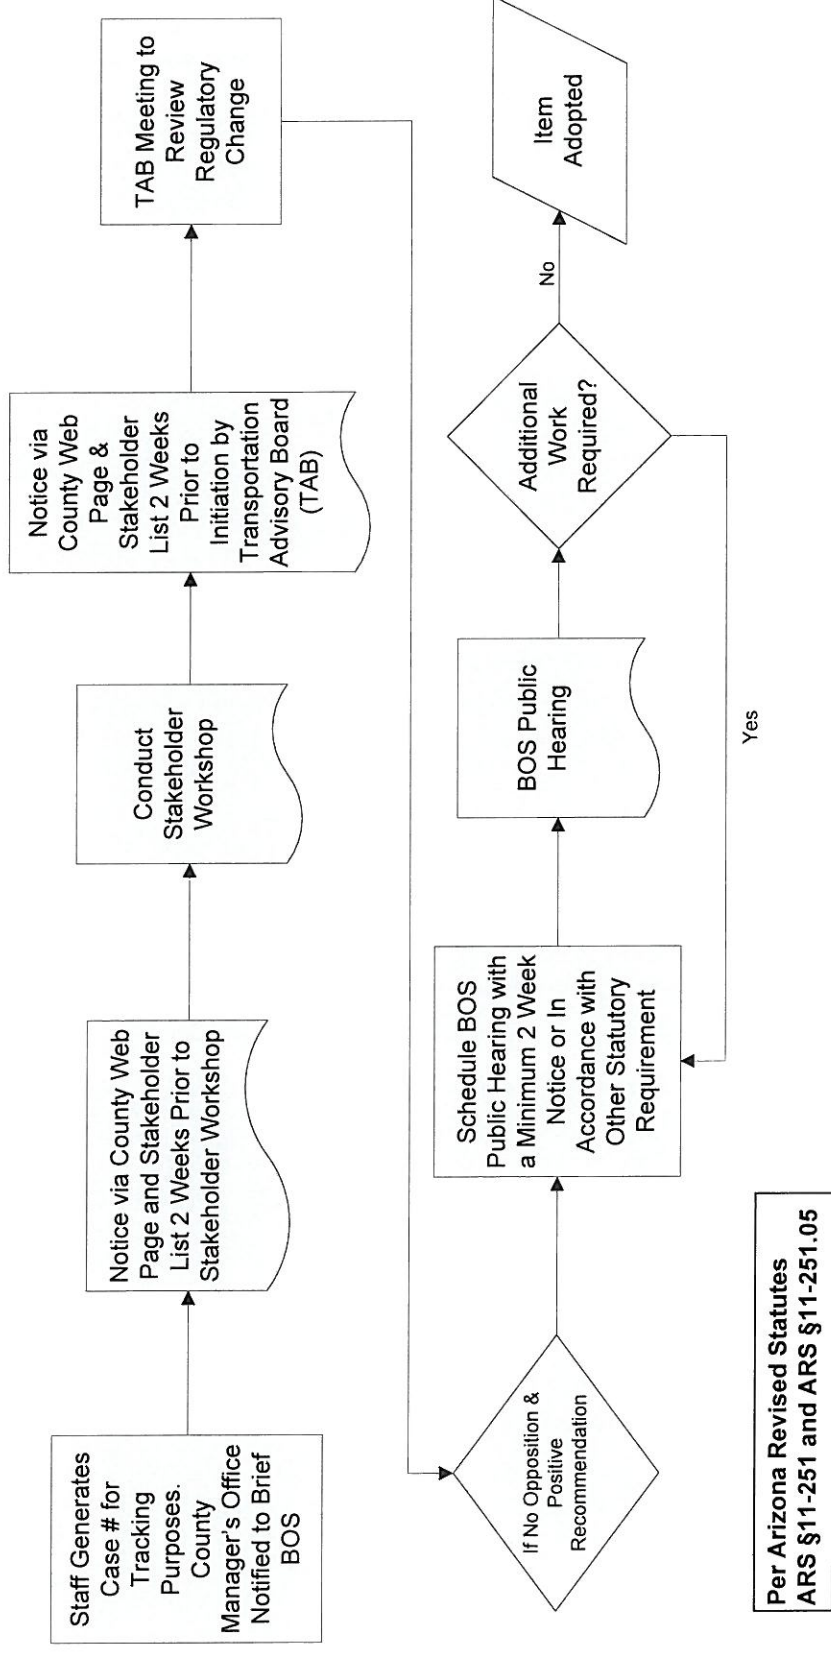 Staff Generates
Case # for
Tracking
Purposes.
County
Manager's Office
Notified to Brief
BOS
Notice via County Web
Page and Stakeholder
List 2 Weeks Prior to
Stakeholder Workshop
Conduct
Stakeholder
Workshop
Notice via
County Web
Page &
Stakeholder
List 2 Weeks
Prior to
Initiation by
Transportation
Advisory Board
(TAB)
TAB Meeting to
Review
Regulatory
Change
If No Opposition &
Positive
Recommendation
Schedule BOS
Public Hearing with
a Minimum 2 Week
Notice or In
Accordance with
Other Statutory
Requirement
BOS Public
Hearing
Additional
Work
Required?
No
Item
Adopted
Yes
Per Arizona Revised Statutes
ARS §11-251 and ARS §11-251.05